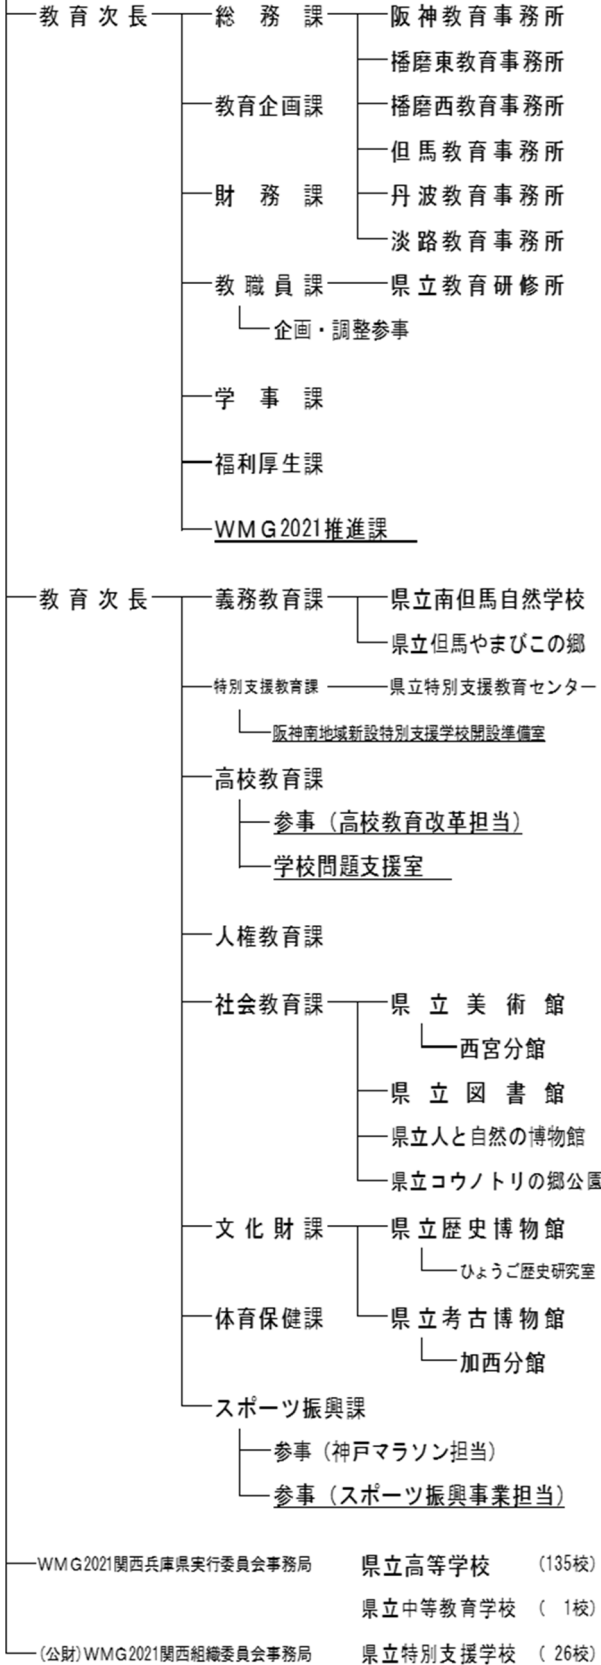 教育次長 総務課 阪神教育事務所
播磨東教育事務所
教育企画課 播磨西教育事務所
但馬教育事務所
財務課 丹波教育事務所
淡路教育事務所
教職員課 県立教育研修所
企画・調整参事
学事課
福利厚生課
WMG2021推進課
教育次長 義務教育課 県立南但馬自然学校
県立但馬やまびこの郷
特別支援教育課 県立特別支援教育センター
阪神南地域新設特別支援学校開設準備室
高校教育課
参事（高校教育改革担当）
学校問題支援室
人権教育課
社会教育課 県立美術館
西宮分館
県立図書館
県立人と自然の博物館
県立コウノトリの郷公園
文化財課 県立歴史博物館
ひょうご歴史研究室
体育保健課 県立考古博物館
加西分館
スポーツ振興課
参事（神戸マラソン担当）
参事（スポーツ振興事業担当）
WMG2021関西兵庫県実行委員会事務局 県立高等学校 （135校）
県立中等教育学校 （ 1校）
（公財）WMG2021関西組織委員会事務局 県立特別支援学校 （ 26校）